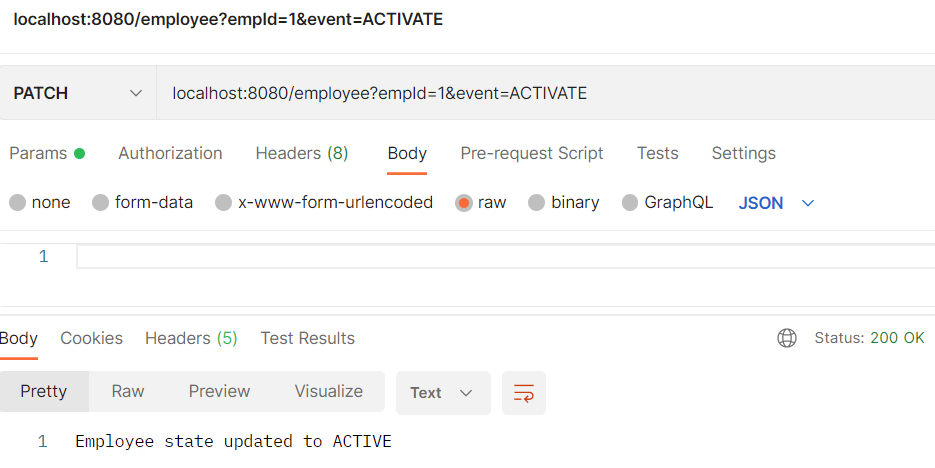 localhost:8080/employee?empId=1&event=ACTIVATE
PATCH localhost:8080/employee?empId=1&event=ACTIVATE
Params Authorization Headers (8) Body Pre-request Script Tests Settings
none form-data x-www-form-urlencoded raw binary GraphQL JSON
1
Body Cookies Headers (5) Test Results Status: 200 OK
Pretty Raw Preview Visualize Text
1 Employee state updated to ACTIVE